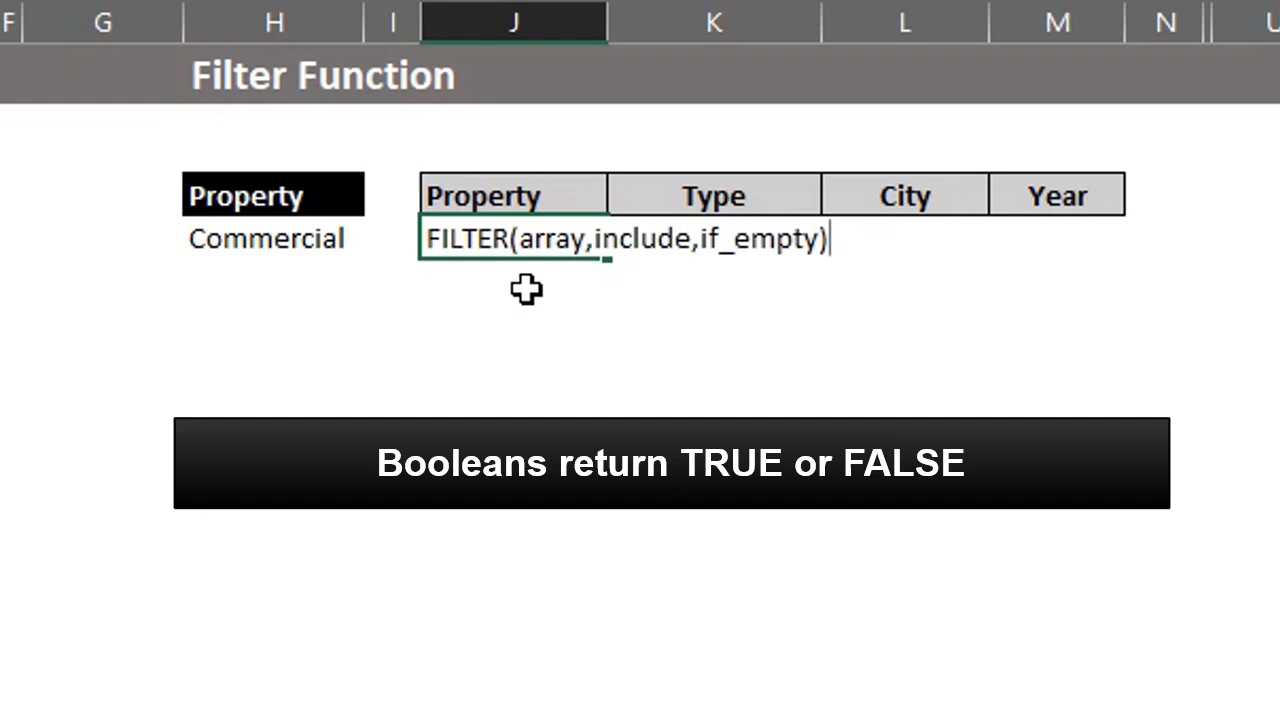 F G H I J K L M N U
Filter Function
Property Property Type City Year
Commercial FILTER(array,include,if_empty)
Booleans return TRUE or FALSE